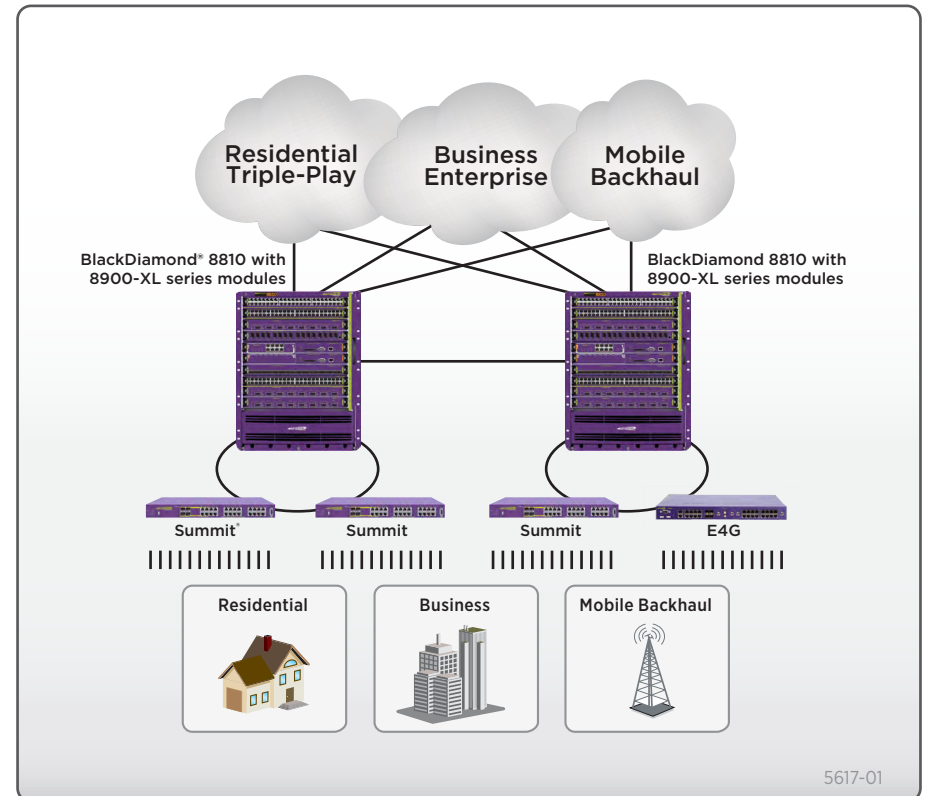 Residential
Triple-Play
Business
Enterprise
Mobile
Backhaul
BlackDiamond® 8810 with
8900-XL series modules
BlackDiamond 8810 with
8900-XL series modules
Summit®
Summit
Summit
E4G
Residential
Business
Mobile Backhaul
5617-01